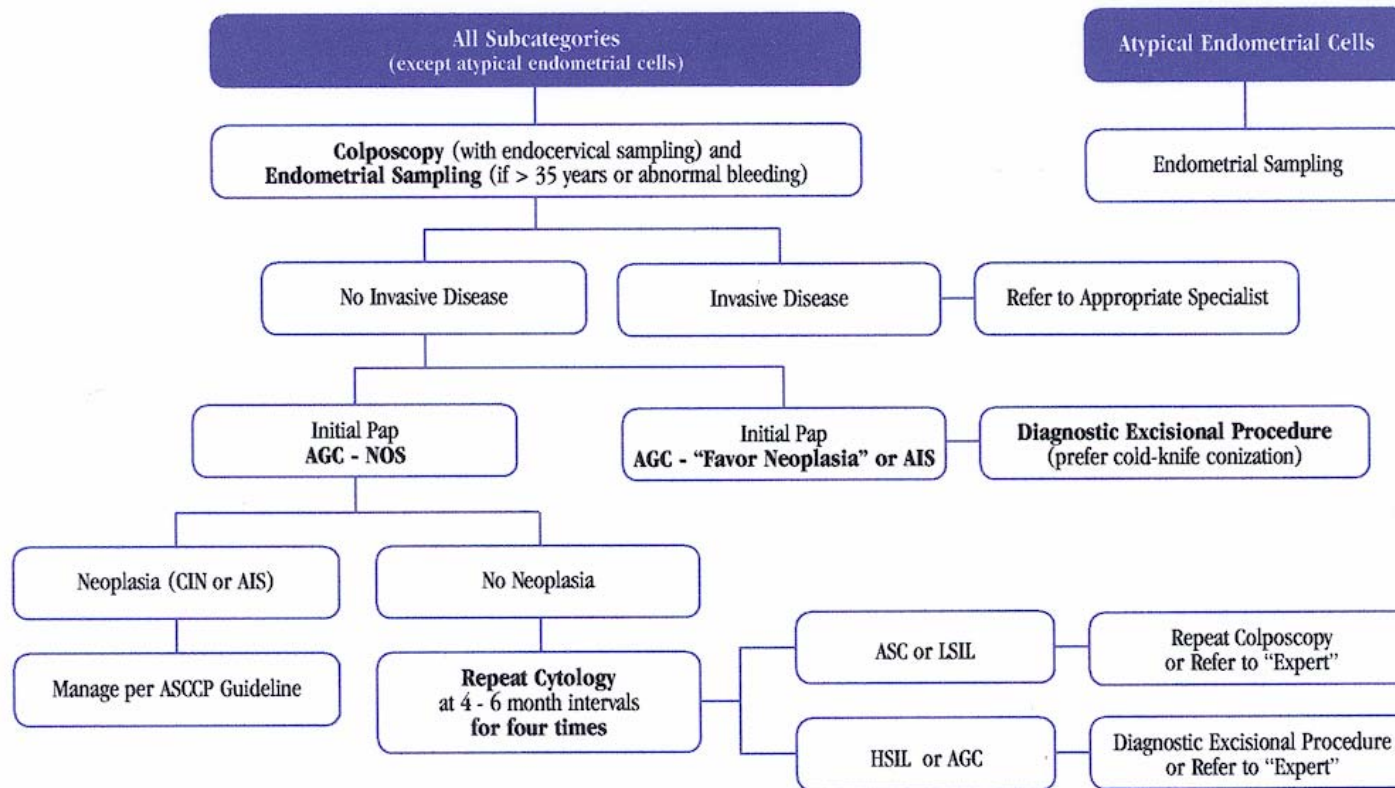 All Subcategories
(except atypical endometrial cells)
Atypical Endometrial Cells
Colposcopy (with endocervical sampling) and
Endometrial Sampling (if > 35 years or abnormal bleeding)
Endometrial Sampling
No Invasive Disease
Invasive Disease
Refer to Appropriate Specialist
Initial Pap
AGC - NOS
Initial Pap
AGC - “Favor Neoplasia” or AIS
Diagnostic Excisional Procedure
(prefer cold-knife conization)
Neoplasia (CIN or AIS)
No Neoplasia
ASC or LSIL
Repeat Colposcopy
or Refer to “Expert”
Manage per ASCCP Guideline
Repeat Cytology
at 4 - 6 month intervals
for four times
HSIL or AGC
Diagnostic Excisional Procedure
or Refer to “Expert”